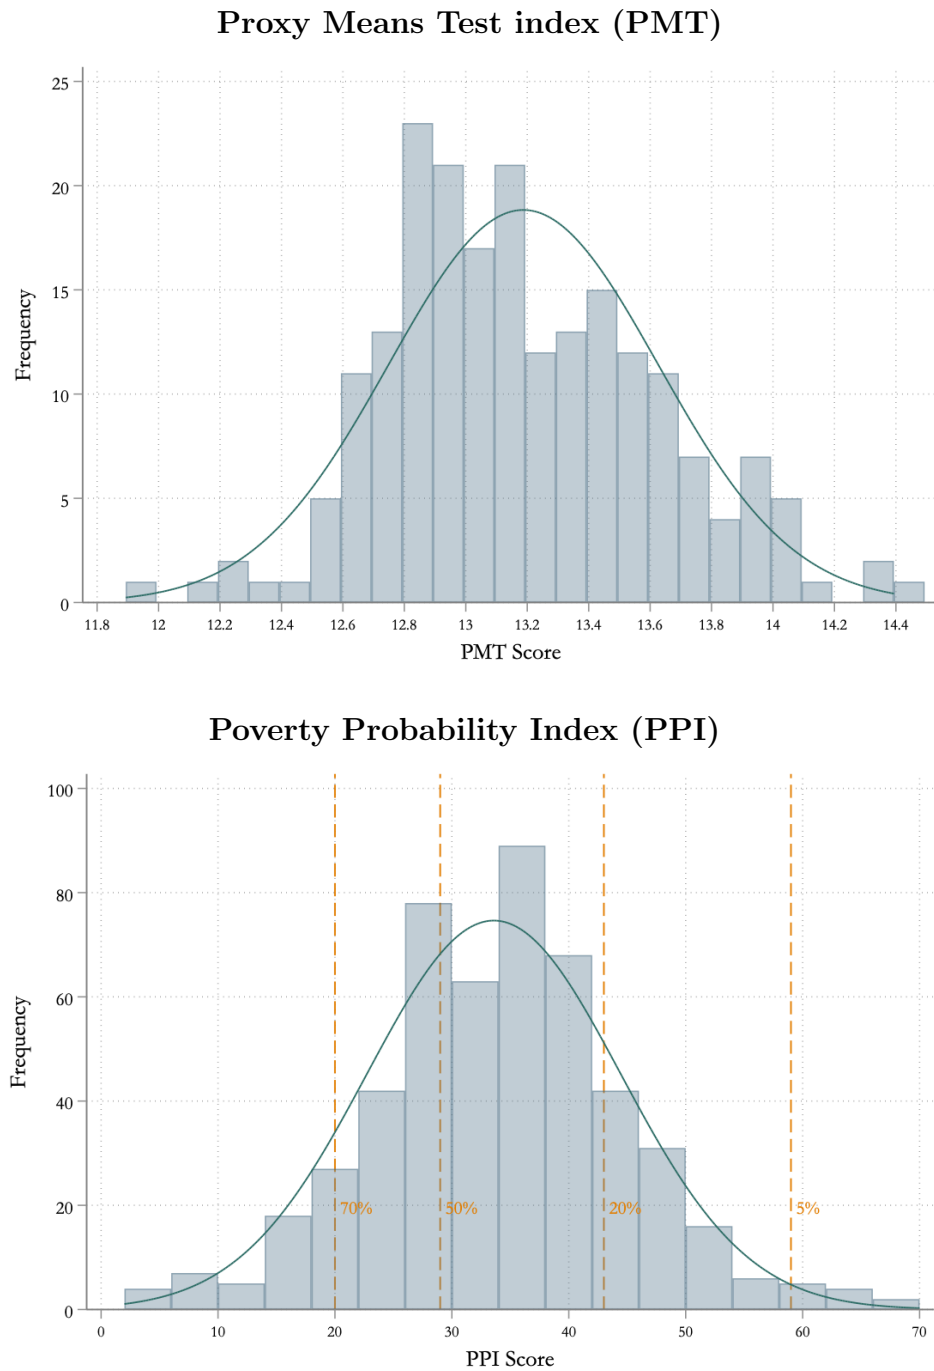 Proxy Means Test index (PMT)
25
20
15
10
5
0
Frequency
11.8 12 12.2 12.4 12.6 12.8 13 13.2 13.4 13.6 13.8 14 14.2 14.4
PMT Score
Poverty Probability Index (PPI)
100
80
60
40
20
0
Frequency
70% 50% 20% 5%
0 10 20 30 40 50 60 70
PPI Score